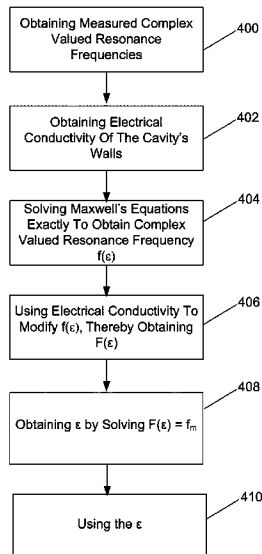 Obtaining Measured Complex
Valued Resonance
Frequencies
400
Obtaining Electrical
Conductivity Of The Cavity's
Walls
402
Solving Maxwell's Equations
Exactly To Obtain Complex
Valued Resonance Frequency
f(ε)
404
Using Electrical Conductivity To
Modify f(ε), Thereby Obtaining
F(ε)
406
Obtaining ε by Solving F(ε) = fₘ
408
Using the ε
410